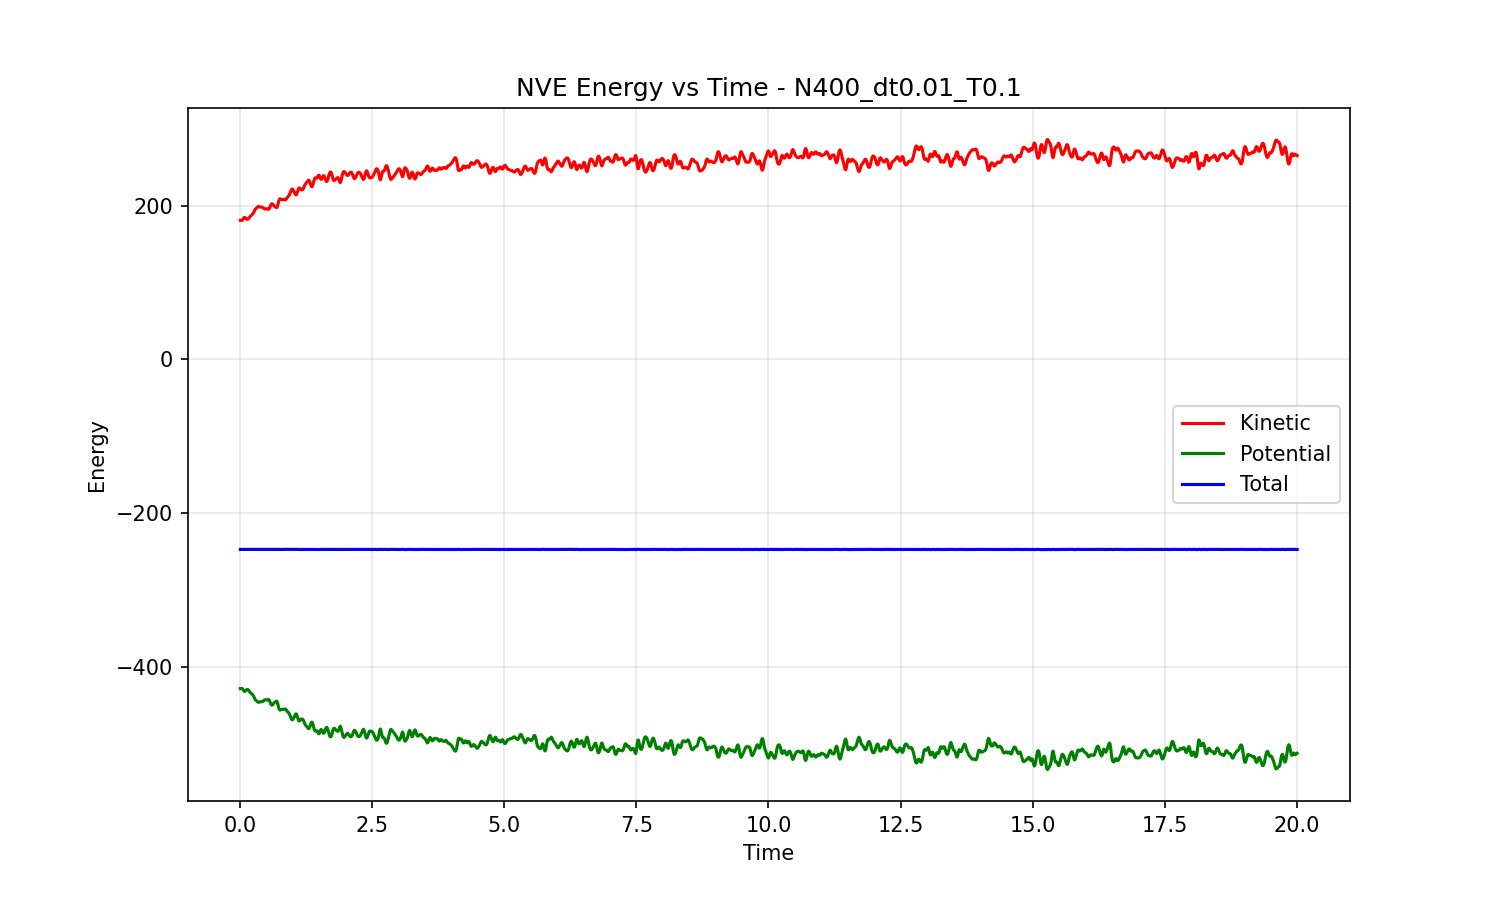 NVE Energy vs Time - N400_dt0.01_T0.1
Energy
200
0
−200
−400
Kinetic
Potential
Total
0.0 2.5 5.0 7.5 10.0 12.5 15.0 17.5 20.0
Time